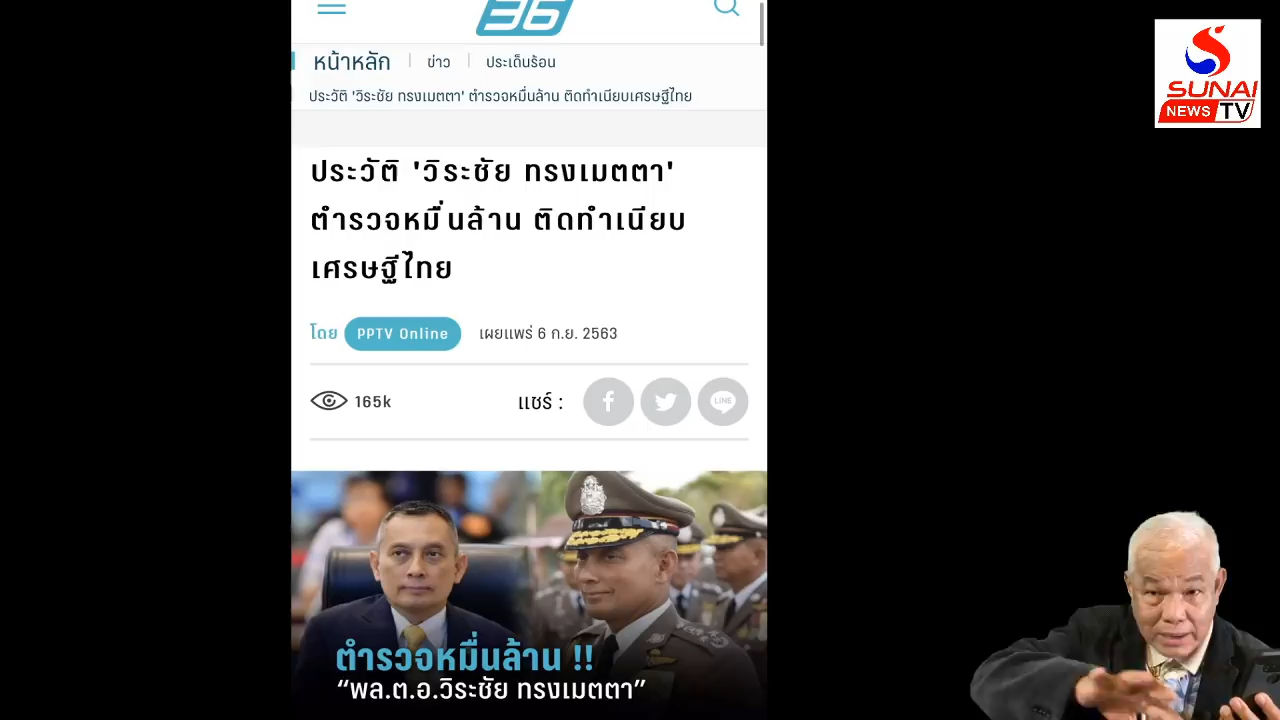 36
SUNAI
NEWS TV
หน้าหลัก
ข่าว
ประเด็นร้อน
ประวัติ 'วิระชัย ทรงเมตตา' ตำรวจหมื่นล้าน ติดทำเนียบเศรษฐีไทย
ประวัติ 'วิระชัย ทรงเมตตา'
ตำรวจหมื่นล้าน ติดทำเนียบ
เศรษฐีไทย
โดย PPTV Online เผยแพร่ 6 ก.ย. 2563
165k
แชร์ :
LINE
ตำรวจหมื่นล้าน !!
“พล.ต.อ.วิระชัย ทรงเมตตา”